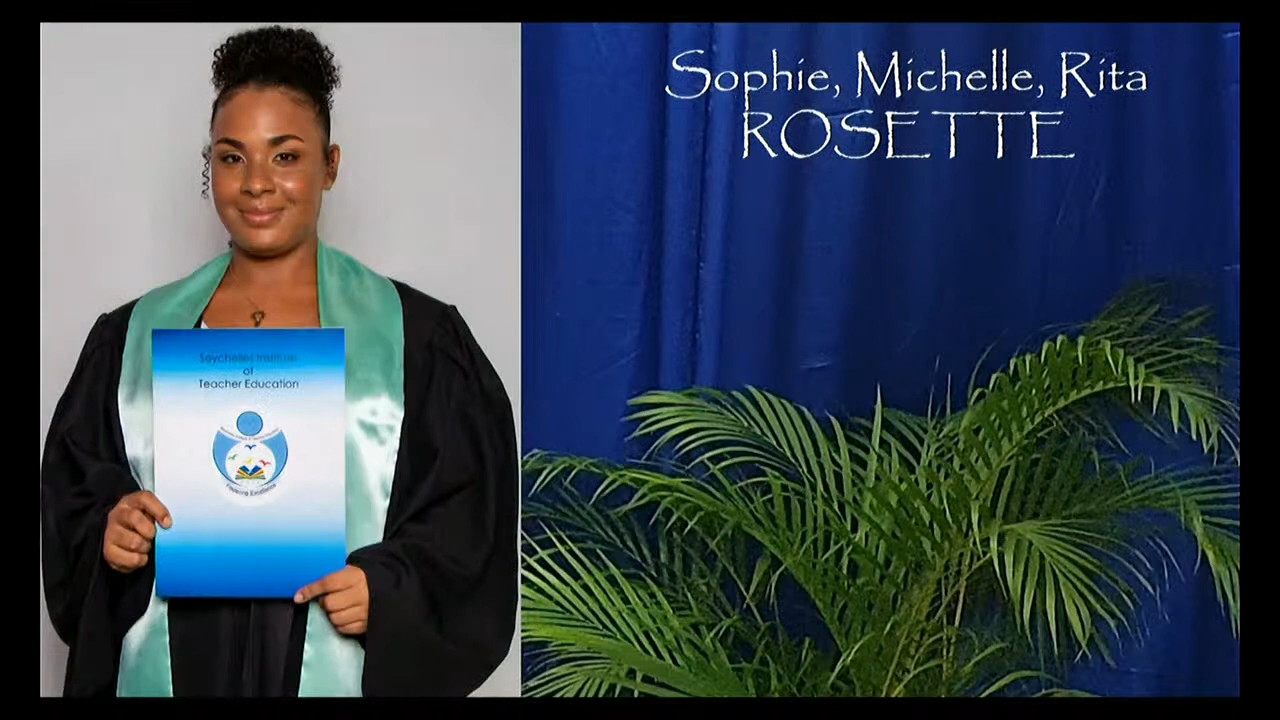 Sophie, Michelle, Rita
ROSETTE
Seychelles Institute
of
Teacher Education